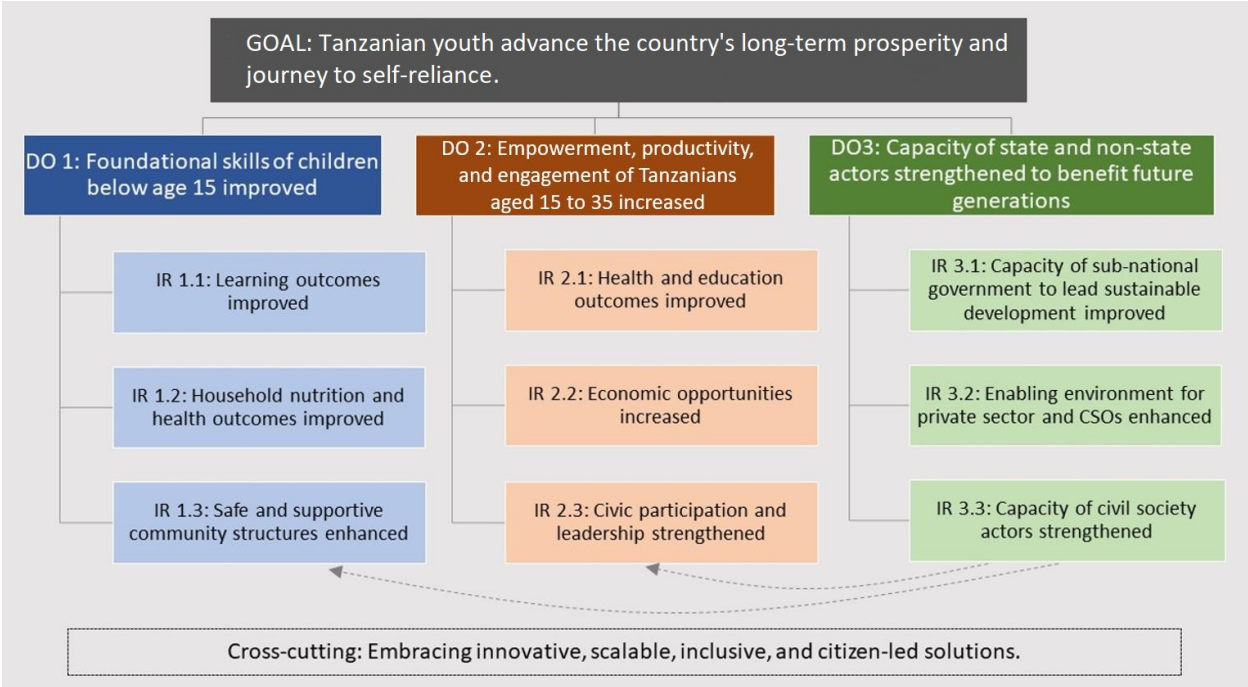 GOAL: Tanzanian youth advance the country's long-term prosperity and
journey to self-reliance.
DO 1: Foundational skills of children
below age 15 improved
DO 2: Empowerment, productivity,
and engagement of Tanzanians
aged 15 to 35 increased
DO3: Capacity of state and non-state
actors strengthened to benefit future
generations
IR 1.1: Learning outcomes
improved
IR 2.1: Health and education
outcomes improved
IR 3.1: Capacity of sub-national
government to lead sustainable
development improved
IR 1.2: Household nutrition and
health outcomes improved
IR 2.2: Economic opportunities
increased
IR 3.2: Enabling environment for
private sector and CSOs enhanced
IR 1.3: Safe and supportive
community structures enhanced
IR 2.3: Civic participation and
leadership strengthened
IR 3.3: Capacity of civil society
actors strengthened
Cross-cutting: Embracing innovative, scalable, inclusive, and citizen-led solutions.